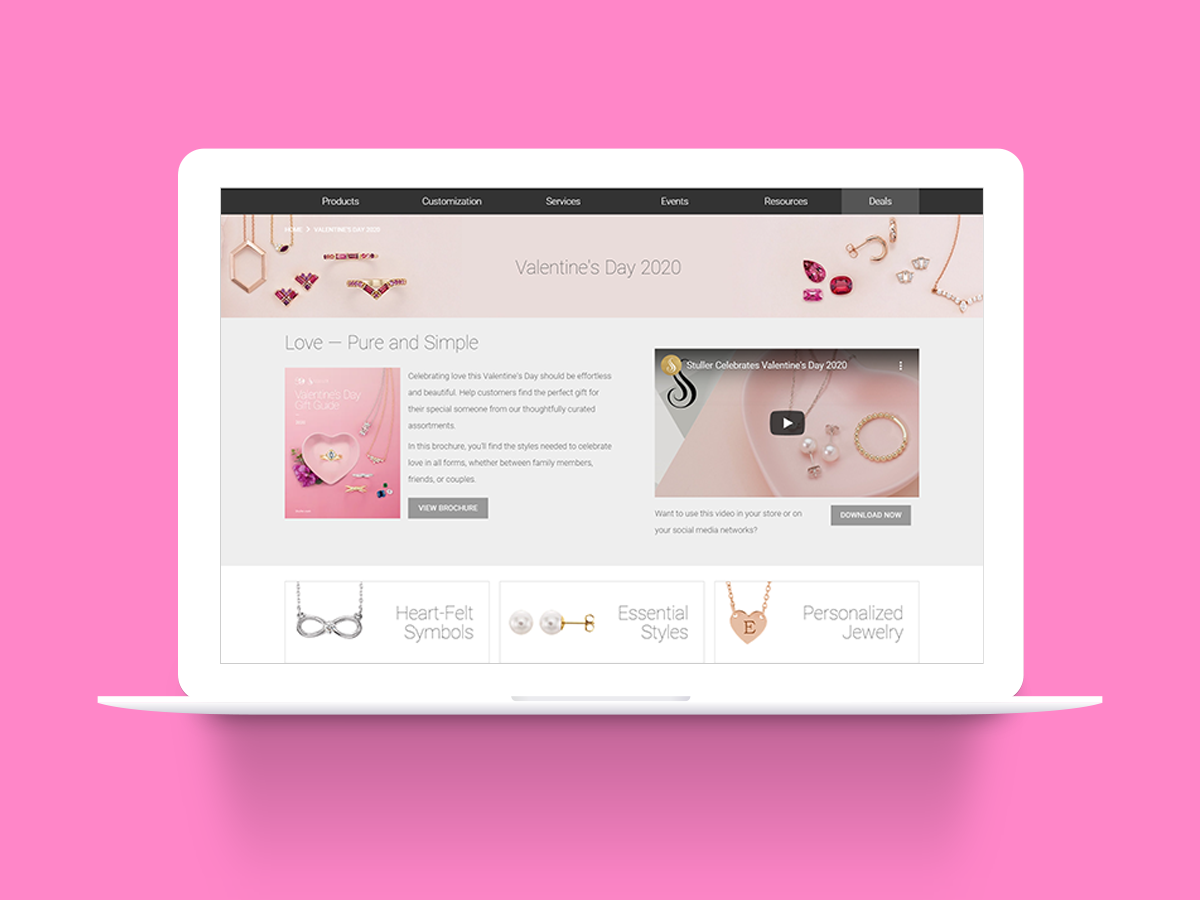 Products Customization Services Events Resources Deals
HOME > VALENTINE'S DAY 2020
Valentine's Day 2020
Love — Pure and Simple
Valentine's Day
Gift Guide
Celebrating love this Valentine's Day should be effortless
and beautiful. Help customers find the perfect gift for
their special someone from our thoughtfully curated
assortments.
In this brochure, you'll find the styles needed to celebrate
love in all forms, whether between family members,
friends, or couples.
VIEW BROCHURE
Stuller Celebrates Valentine's Day 2020
Want to use this video in your store or on
your social media networks?
DOWNLOAD NOW
Heart-Felt
Symbols
Essential
Styles
E
Personalized
Jewelry